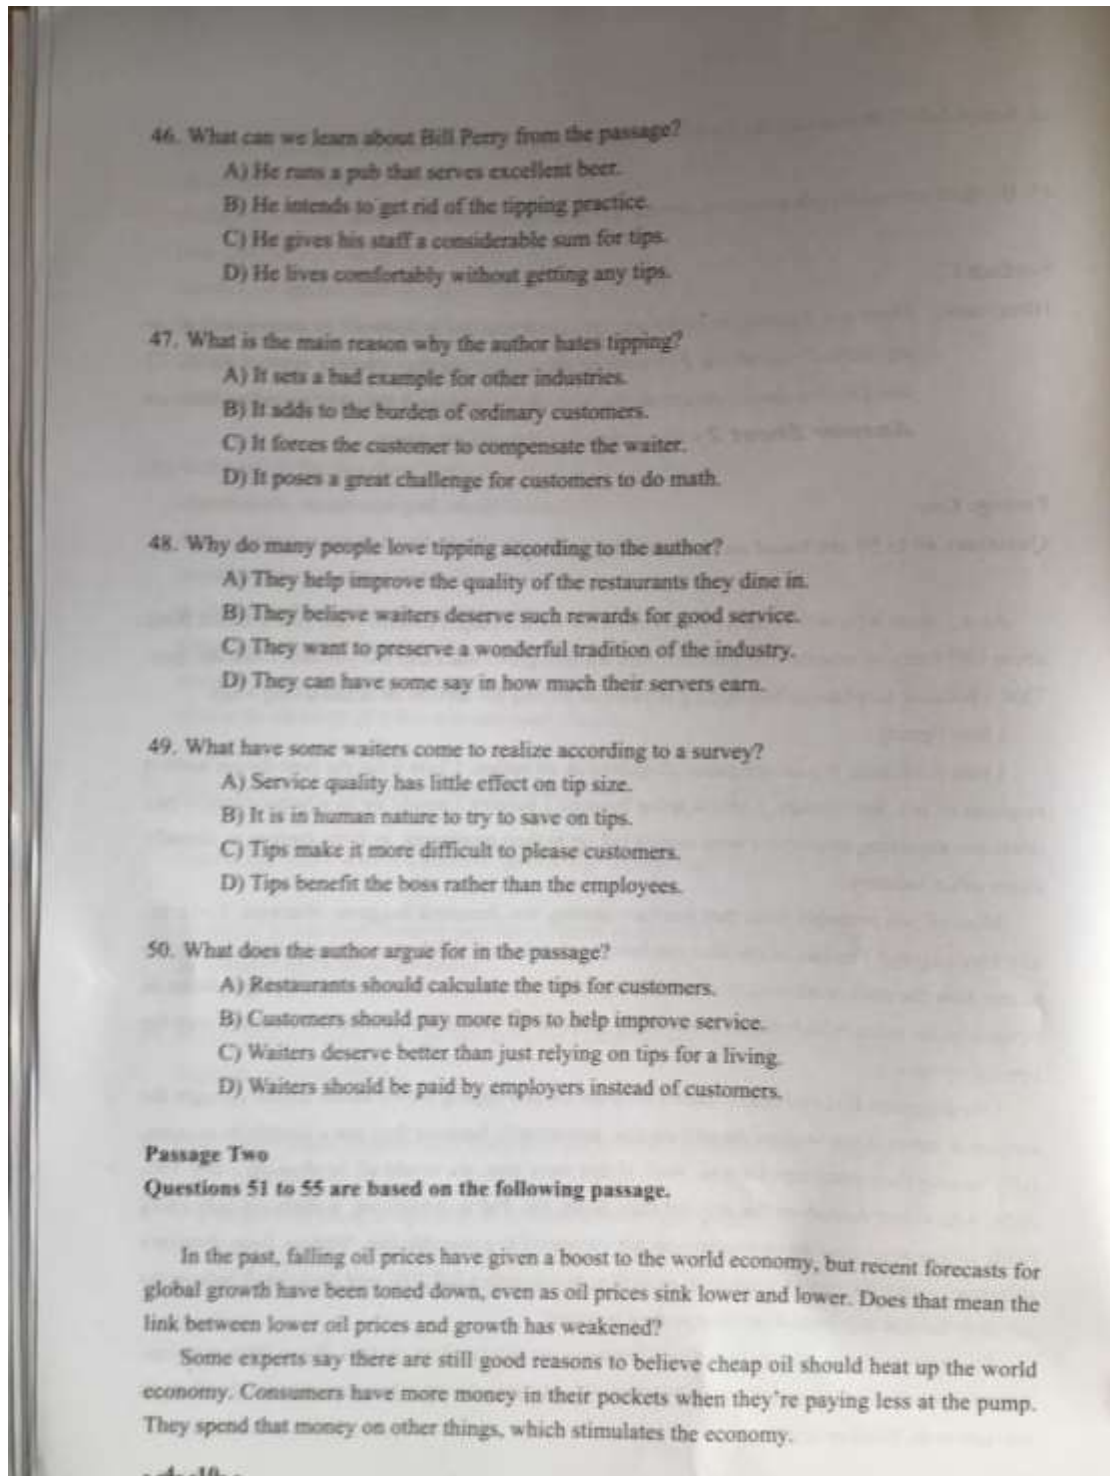 46. What can we learn about Bill Perry from the passage?
A) He runs a pub that serves excellent beer.
B) He intends to get rid of the tipping practice.
C) He gives his staff a considerable sum for tips.
D) He lives comfortably without getting any tips.
47. What is the main reason why the author hates tipping?
A) It sets a bad example for other industries.
B) It adds to the burden of ordinary customers.
C) It forces the customer to compensate the waiter.
D) It poses a great challenge for customers to do math.
48. Why do many people love tipping according to the author?
A) They help improve the quality of the restaurants they dine in.
B) They believe waiters deserve such rewards for good service.
C) They want to preserve a wonderful tradition of the industry.
D) They can have some say in how much their servers earn.
49. What have some waiters come to realize according to a survey?
A) Service quality has little effect on tip size.
B) It is in human nature to try to save on tips.
C) Tips make it more difficult to please customers.
D) Tips benefit the boss rather than the employees.
50. What does the author argue for in the passage?
A) Restaurants should calculate the tips for customers.
B) Customers should pay more tips to help improve service.
C) Waiters deserve better than just relying on tips for a living.
D) Waiters should be paid by employers instead of customers.
Passage Two
Questions 51 to 55 are based on the following passage.
In the past, falling oil prices have given a boost to the world economy, but recent forecasts for
global growth have been toned down, even as oil prices sink lower and lower. Does that mean the
link between lower oil prices and growth has weakened?
Some experts say there are still good reasons to believe cheap oil should heat up the world
economy. Consumers have more money in their pockets when they're paying less at the pump.
They spend that money on other things, which stimulates the economy.